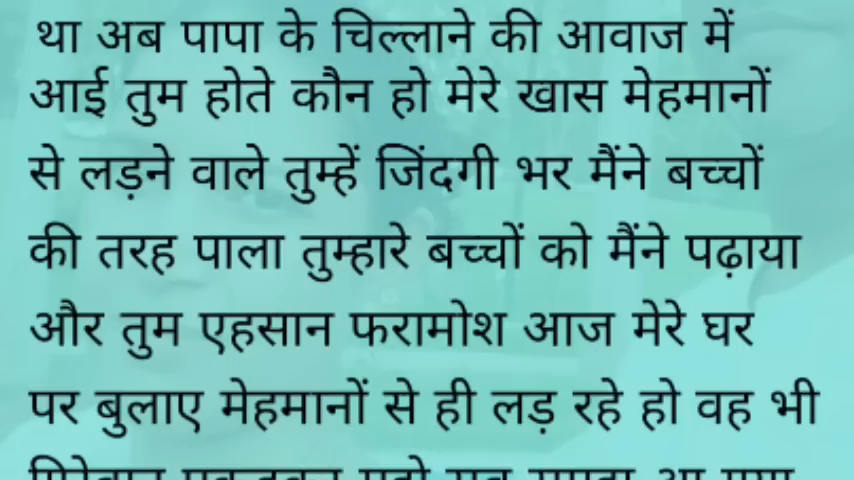 था अब पापा के चिल्लाने की आवाज में
आई तुम होते कौन हो मेरे खास मेहमानों
से लड़ने वाले तुम्हें जिंदगी भर मैंने बच्चों
की तरह पाला तुम्हारे बच्चों को मैंने पढ़ाया
और तुम एहसान फरामोश आज मेरे घर
पर बुलाए मेहमानों से ही लड़ रहे हो वह भी